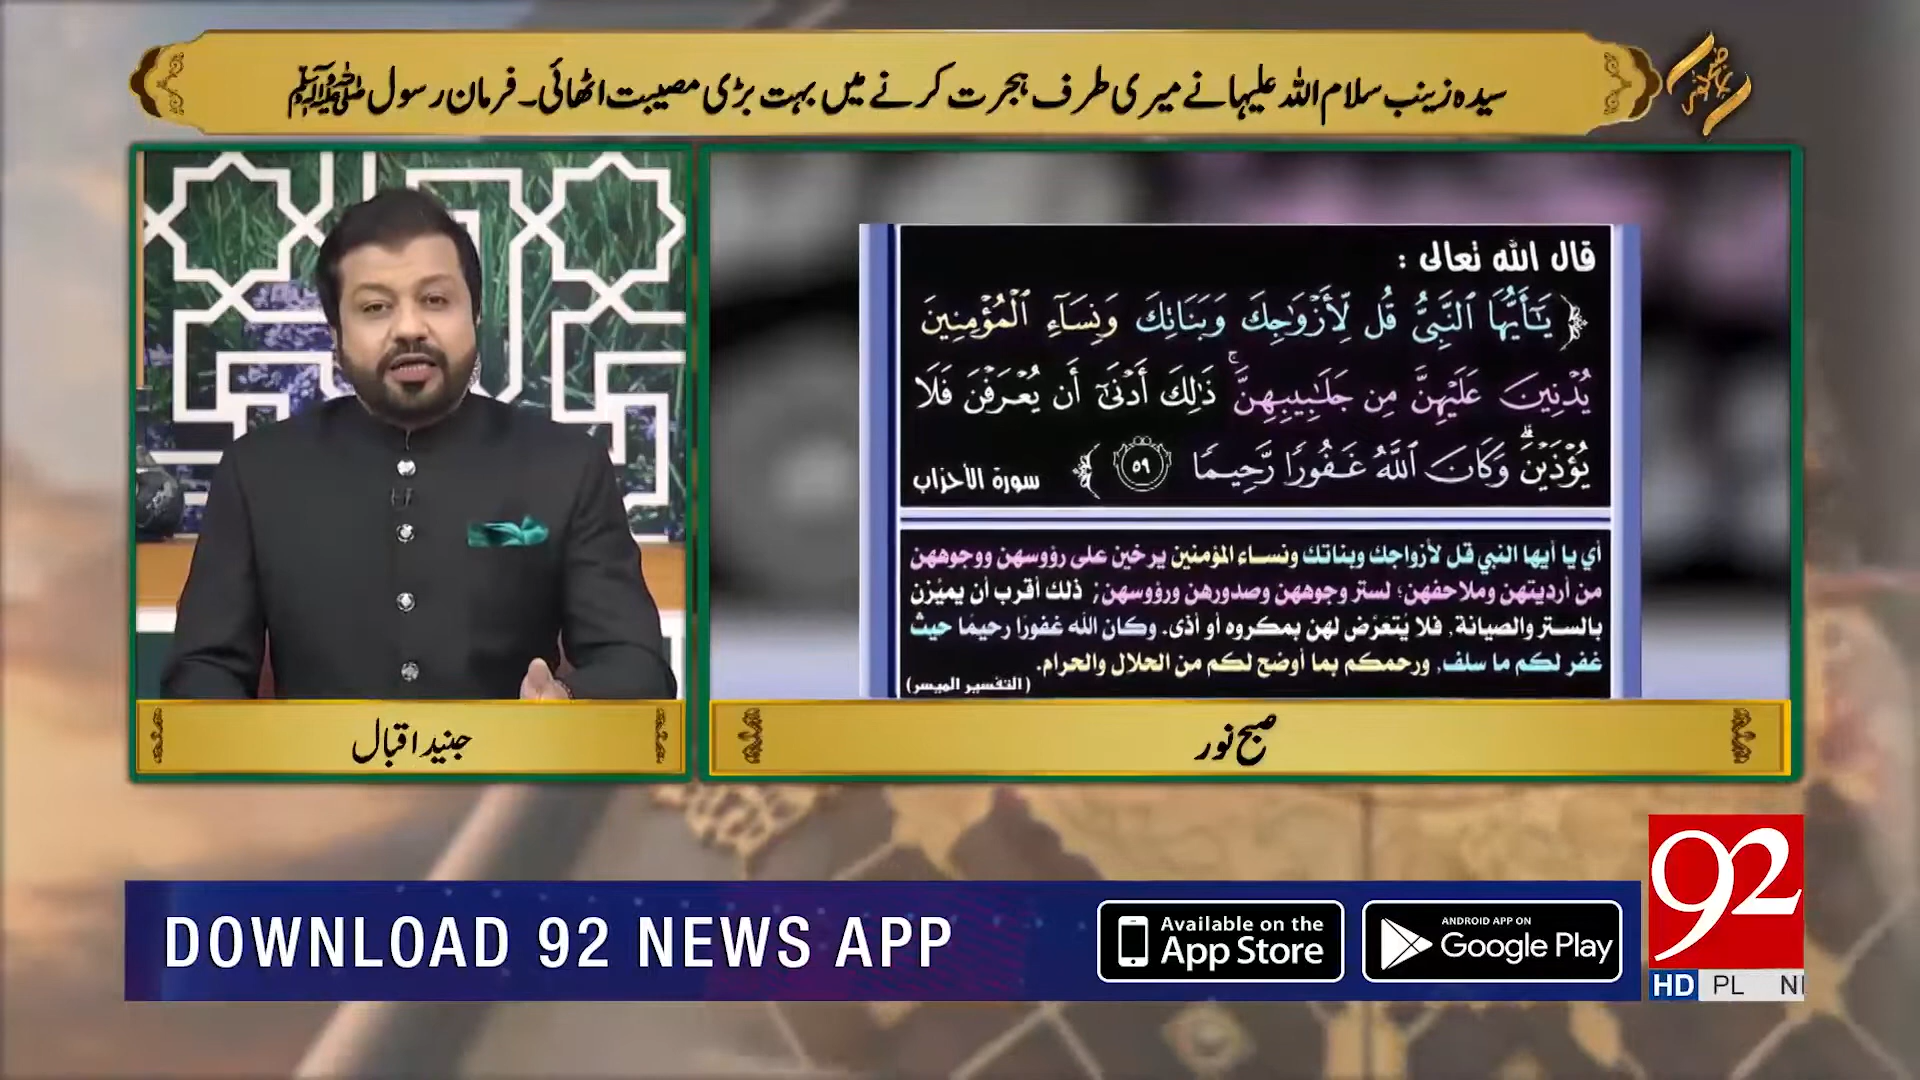 سیدہ زینب سلام اللہ علیہا نے میری طرف ہجرت کرنے میں بہت بڑی مصیبت اٹھائی۔ فرمان رسول ﷺ
قال الله تعالى :
﴿ يَٰٓأَيُّهَا ٱلنَّبِيُّ قُل لِّأَزْوَٰجِكَ وَبَنَاتِكَ وَنِسَآءِ ٱلْمُؤْمِنِينَ
يُدْنِينَ عَلَيْهِنَّ مِن جَلَٰبِيبِهِنَّ ۚ ذَٰلِكَ أَدْنَىٰٓ أَن يُعْرَفْنَ فَلَا
يُؤْذَيْنَ ۗ وَكَانَ ٱللَّهُ غَفُورًا رَّحِيمًا ٥٩ ﴾ سورة الأحزاب
أي يا أيها النبي قل لأزواجك وبناتك ونساء المؤمنين يرخين على رؤوسهن ووجوههن
من أرديتهن وملاحفهن؛ لستر وجوههن وصدورهن ورؤوسهن; ذلك أقرب أن يميَّزن
بالستر والصيانة, فلا يُتعرَّض لهن بمكروه أو أذى. وكان الله غفورًا رحيمًا حيث
غفر لكم ما سلف, ورحمكم بما أوضح لكم من الحلال والحرام.
(التفسير الميسر)
جنید اقبال
صبح نور
DOWNLOAD 92 NEWS APP
Available on the
App Store
ANDROID APP ON
Google Play
92
HD PL